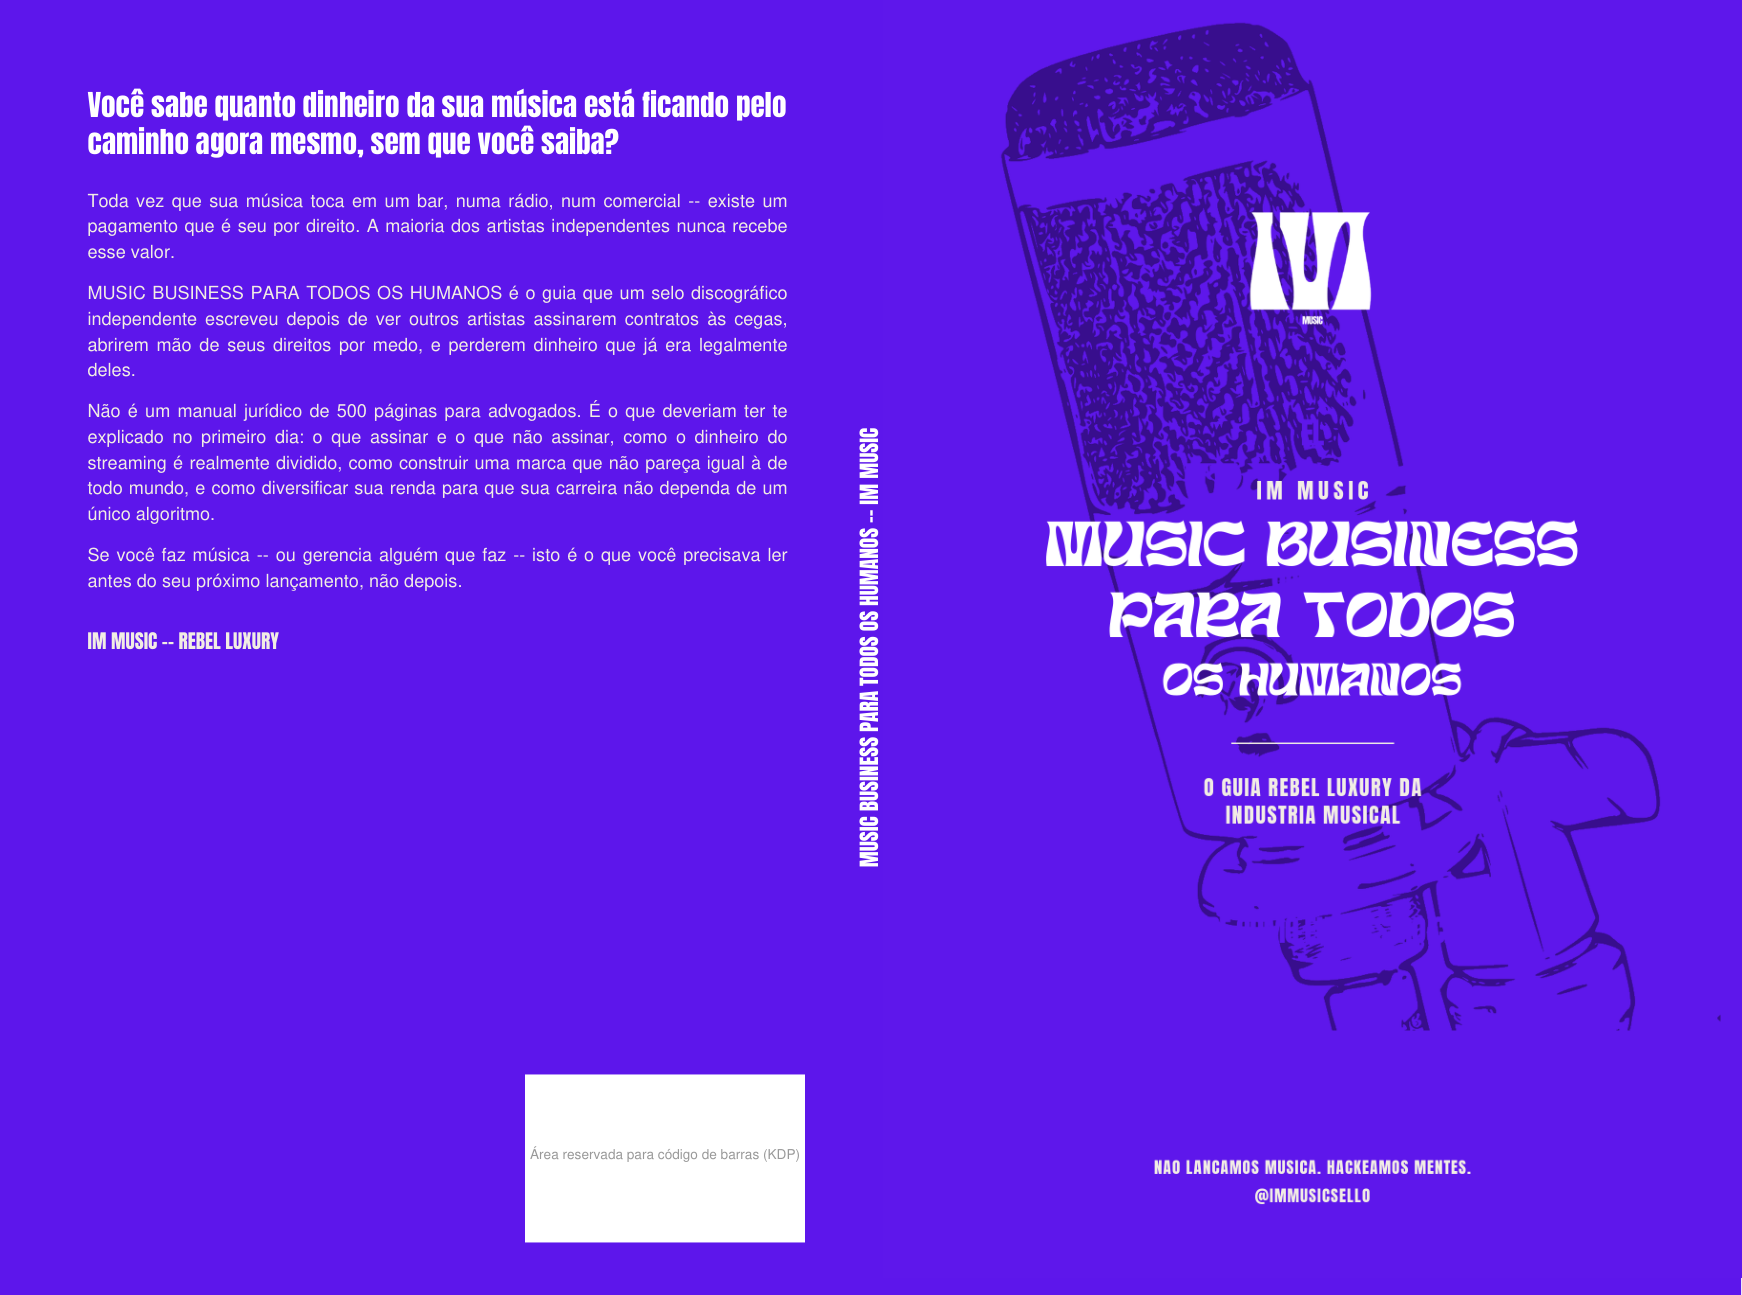 Você sabe quanto dinheiro da sua música está ficando pelo
caminho agora mesmo, sem que você saiba?
Toda vez que sua música toca em um bar, numa rádio, num comercial -- existe um
pagamento que é seu por direito. A maioria dos artistas independentes nunca recebe
esse valor.
MUSIC BUSINESS PARA TODOS OS HUMANOS é o guia que um selo discográfico
independente escreveu depois de ver outros artistas assinarem contratos às cegas,
abrirem mão de seus direitos por medo, e perderem dinheiro que já era legalmente
deles.
Não é um manual jurídico de 500 páginas para advogados. É o que deveriam ter te
explicado no primeiro dia: o que assinar e o que não assinar, como o dinheiro do
streaming é realmente dividido, como construir uma marca que não pareça igual à de
todo mundo, e como diversificar sua renda para que sua carreira não dependa de um
único algoritmo.
Se você faz música -- ou gerencia alguém que faz -- isto é o que você precisava ler
antes do seu próximo lançamento, não depois.
IM MUSIC -- REBEL LUXURY
Área reservada para código de barras (KDP)
MUSIC BUSINESS PARA TODOS OS HUMANOS -- IM MUSIC
IM
MUSIC
IM MUSIC
MUSIC BUSINESS
PARA TODOS
OS HUMANOS
O GUIA REBEL LUXURY DA
INDUSTRIA MUSICAL
NAO LANCAMOS MUSICA. HACKEAMOS MENTES.
@IMMUSICSELLO